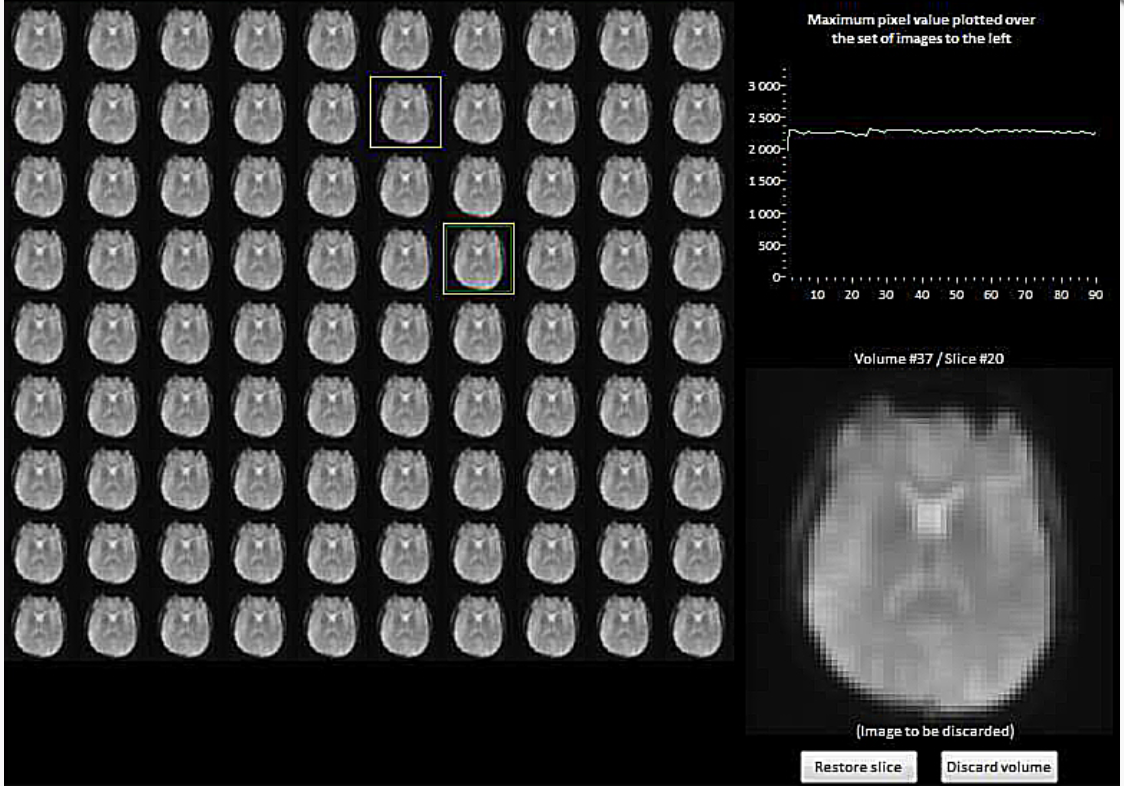 Maximum pixel value plotted over
the set of images to the left
3 000
2 500
2 000
1 500
1 000
500
0
10 20 30 40 50 60 70 80 90
Volume #37 / Slice #20
(Image to be discarded)
Restore slice Discard volume